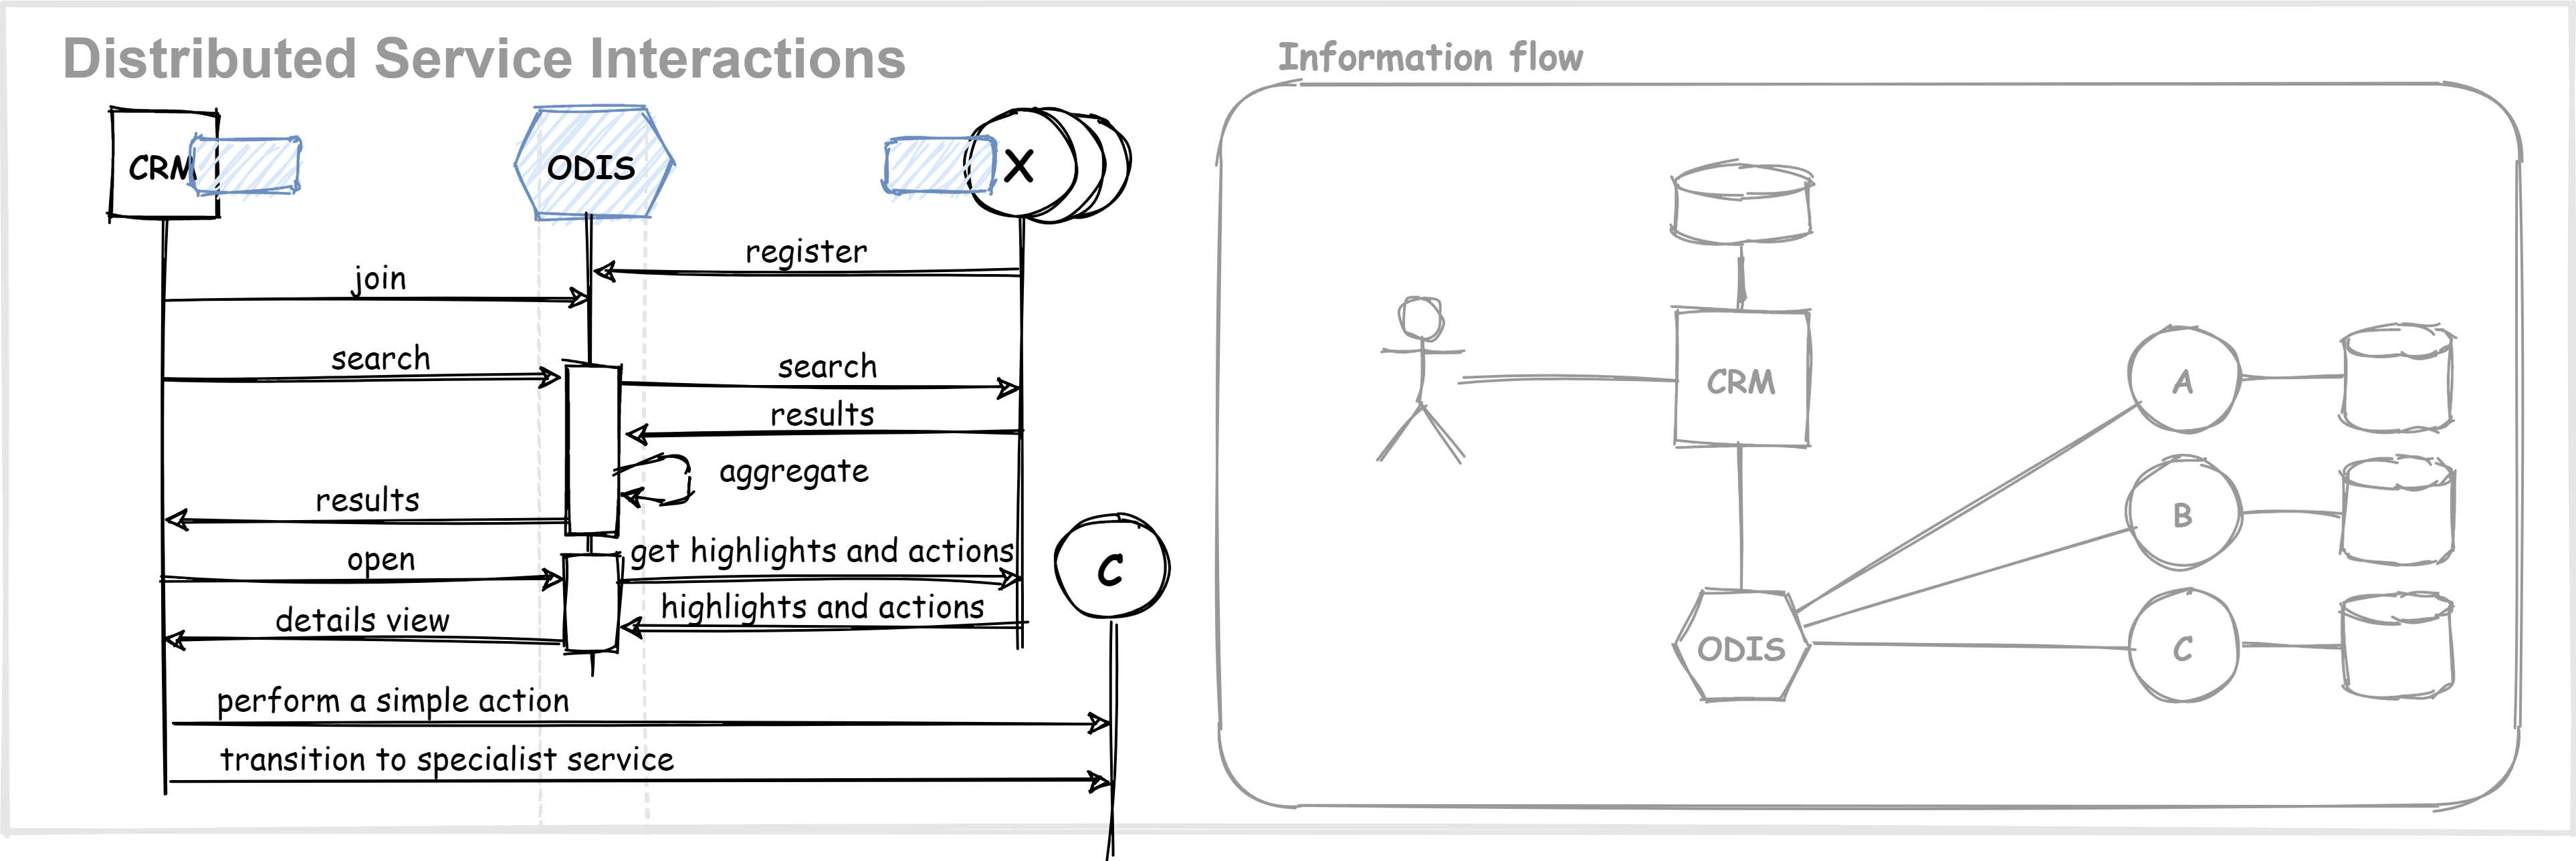 Distributed Service Interactions
CRM
ODIS
X
register
join
search
search
results
aggregate
results
get highlights and actions
open
highlights and actions
details view
C
perform a simple action
transition to specialist service
Information flow
CRM
A
B
ODIS
C